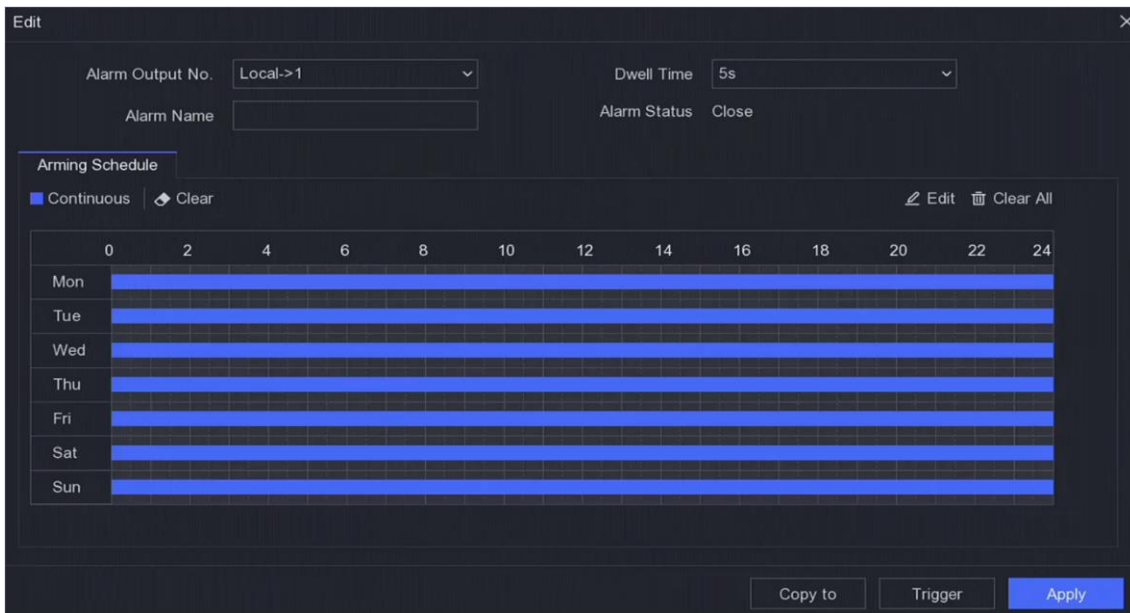 Edit
Alarm Output No. Local->1 Dwell Time 5s
Alarm Name Alarm Status Close
Arming Schedule
Continuous Clear Edit Clear All
0 2 4 6 8 10 12 14 16 18 20 22 24
Mon
Tue
Wed
Thu
Fri
Sat
Sun
Copy to Trigger Apply